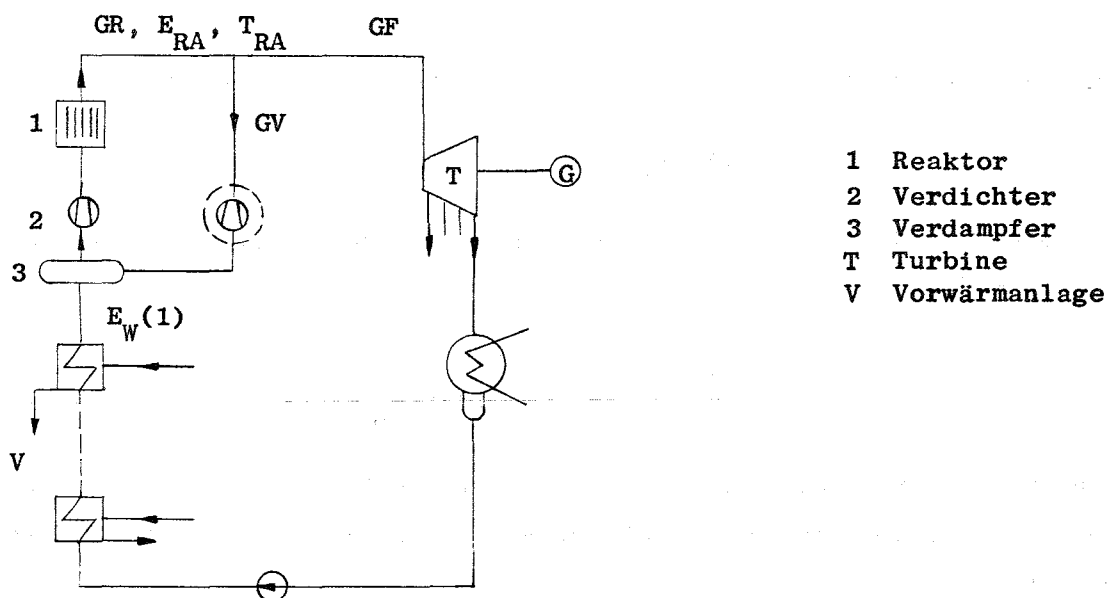 GR, E_RA, T_RA GF
1
GV
2
3
E_W(1)
V
T
G
1 Reaktor
2 Verdichter
3 Verdampfer
T Turbine
V Vorwärmanlage